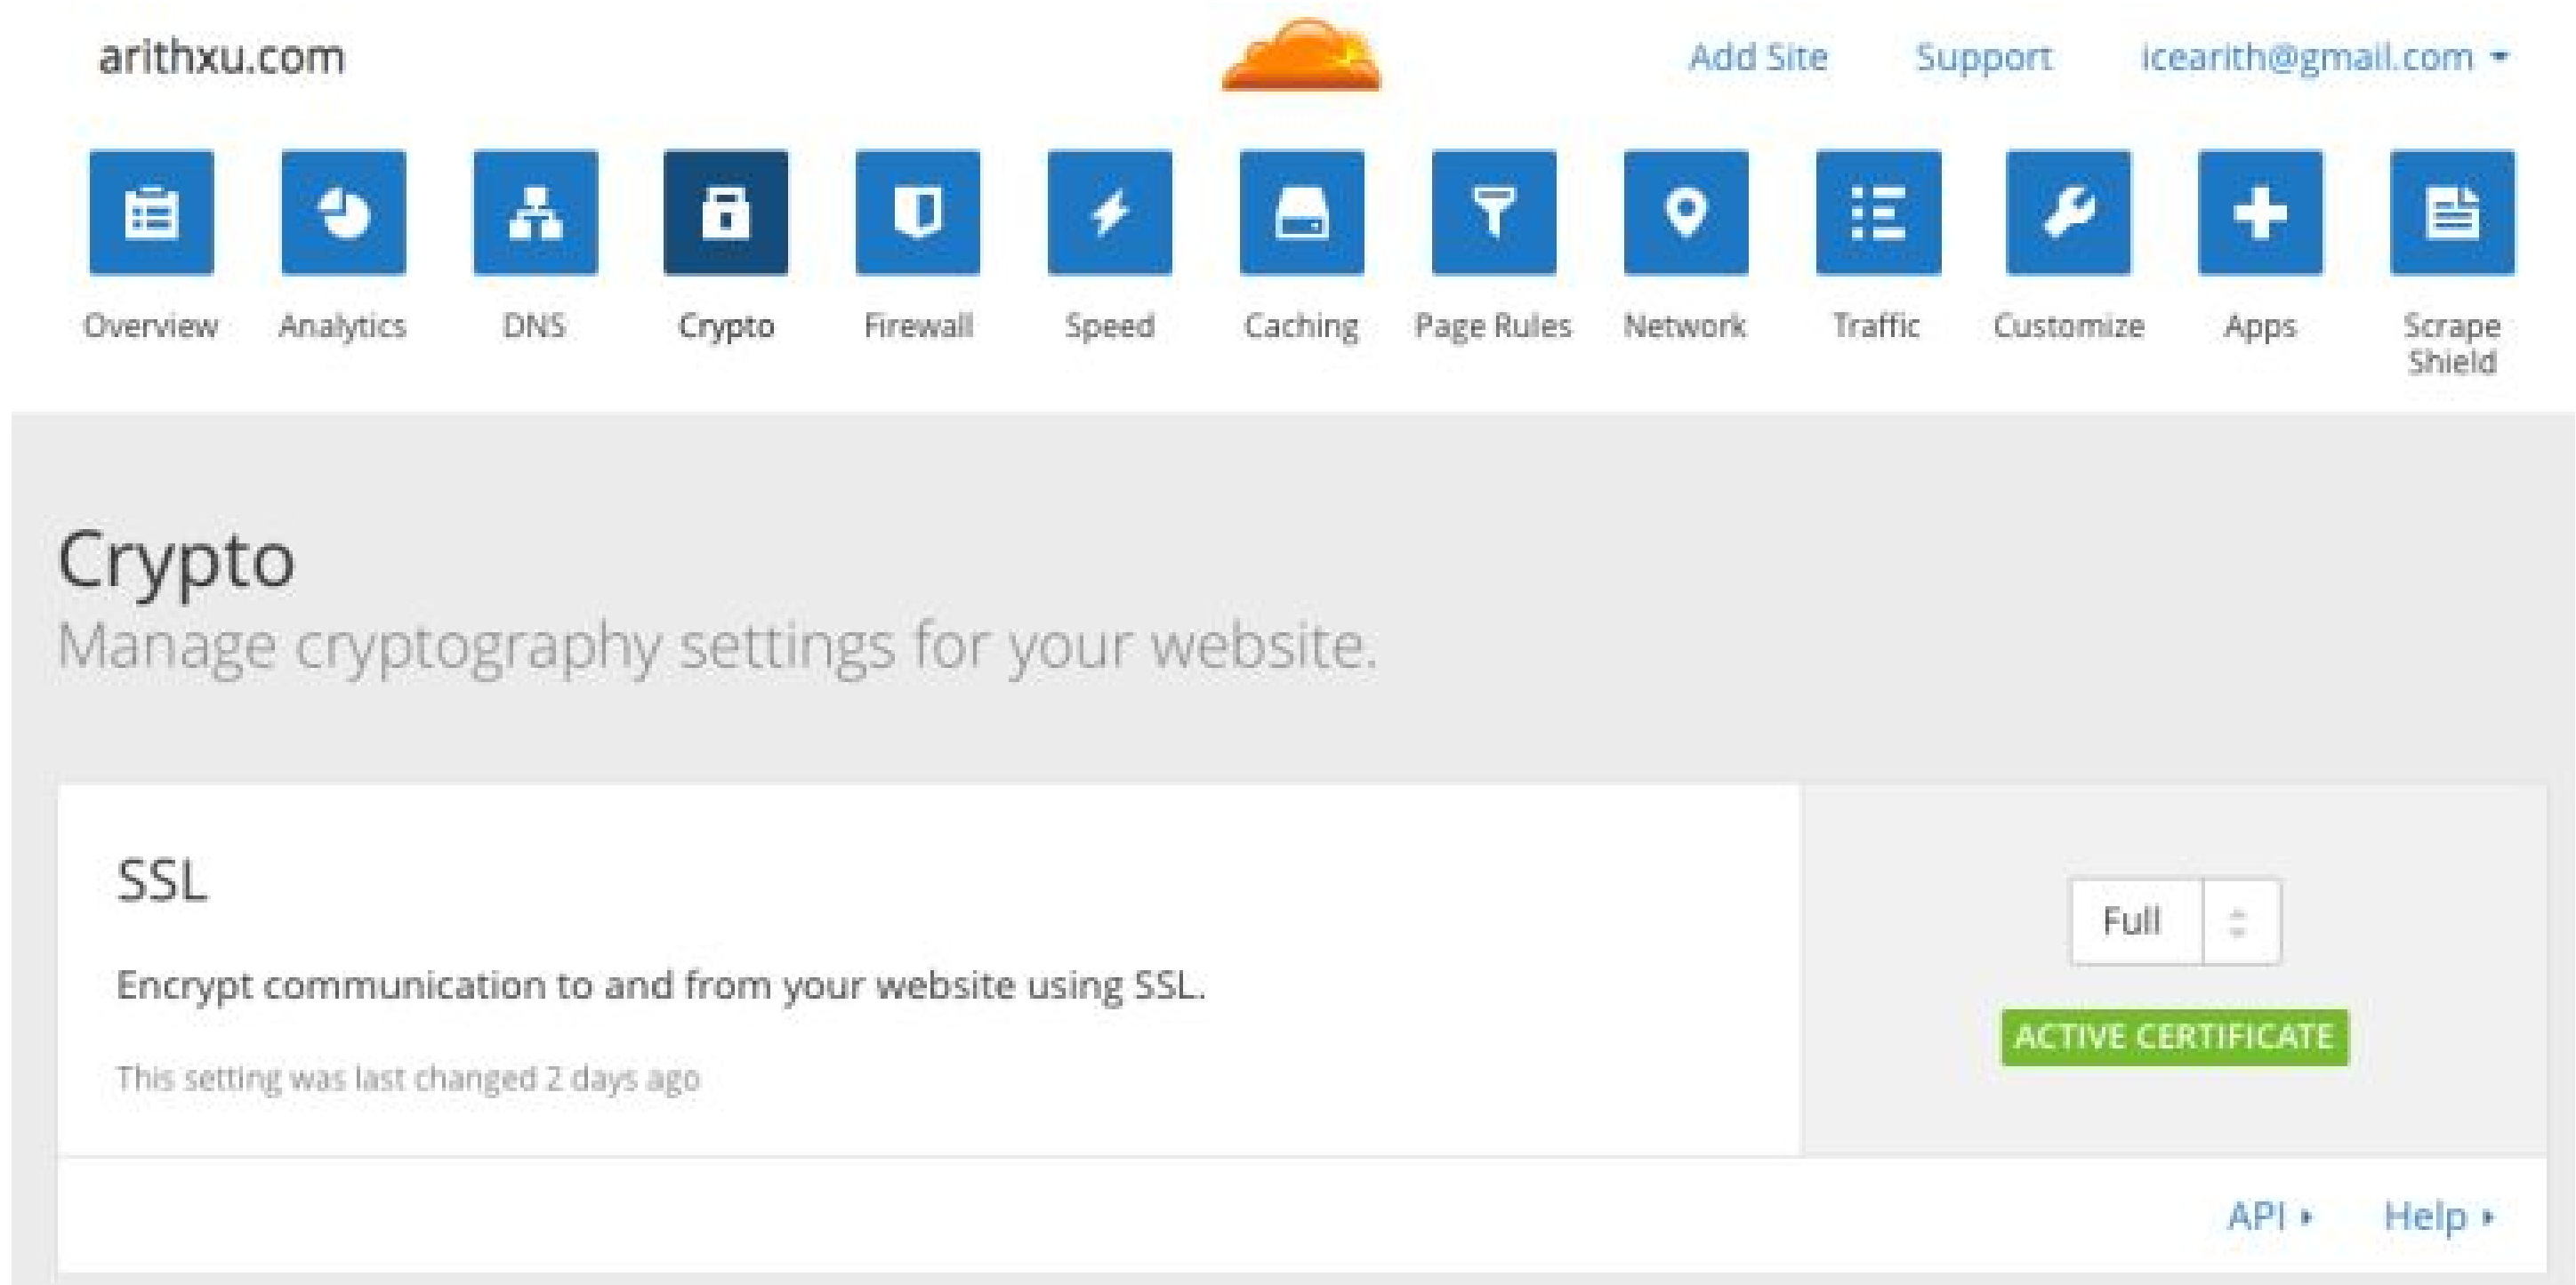 arithxu.com
Add Site Support icearith@gmail.com
Overview Analytics DNS Crypto Firewall Speed Caching Page Rules Network Traffic Customize Apps Scrape Shield
Crypto
Manage cryptography settings for your website.
SSL
Full
Encrypt communication to and from your website using SSL.
ACTIVE CERTIFICATE
This setting was last changed 2 days ago
API Help